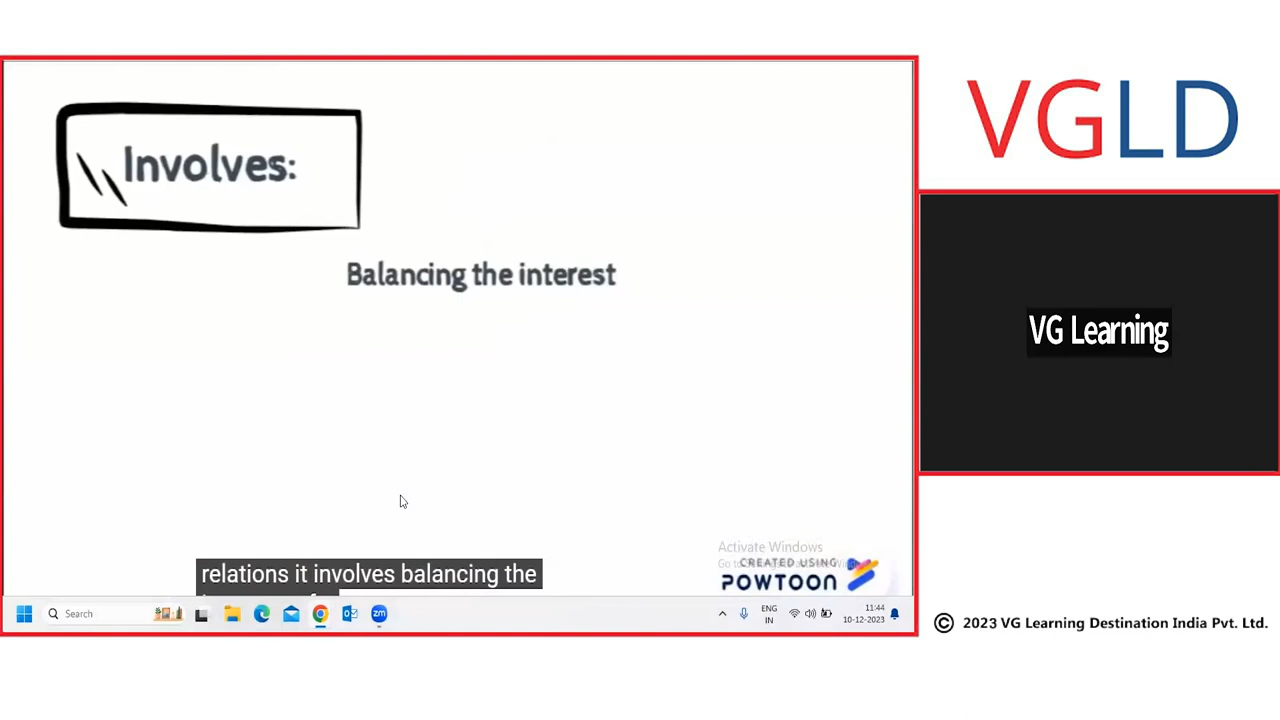 Involves:
Balancing the interest
relations it involves balancing the
Activate Windows
CREATED USING
POWTOON
Search
zm
ENG
IN
11:44
10-12-2023
VGLD
VG Learning
© 2023 VG Learning Destination India Pvt. Ltd.